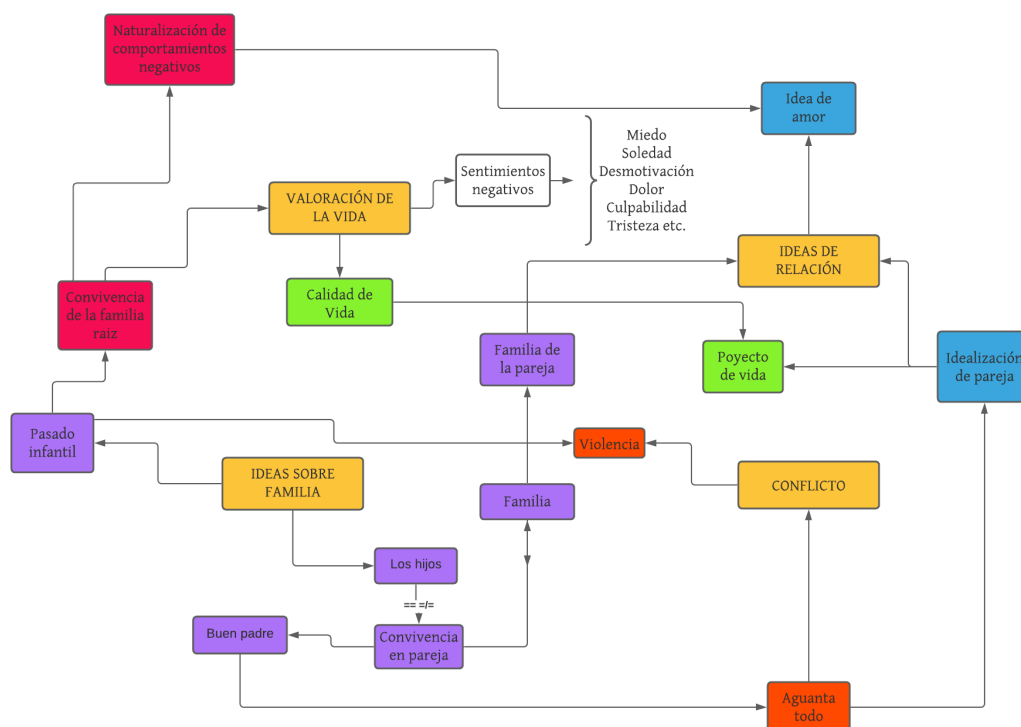 Naturalización de
comportamientos
negativos
Idea de
amor
Miedo
Soledad
Desmotivación
Dolor
Culpabilidad
Tristeza etc.
Sentimientos
negativos
VALORACIÓN DE
LA VIDA
IDEAS DE
RELACIÓN
Convivencia
de la familia
raiz
Calidad de
Vida
Familia de
la pareja
Poyecto
de vida
Idealización
de pareja
Pasado
infantil
Violencia
IDEAS SOBRE
FAMILIA
Familia
CONFLICTO
Los hijos
== =/=
Buen padre
Convivencia
en pareja
Aguanta
todo